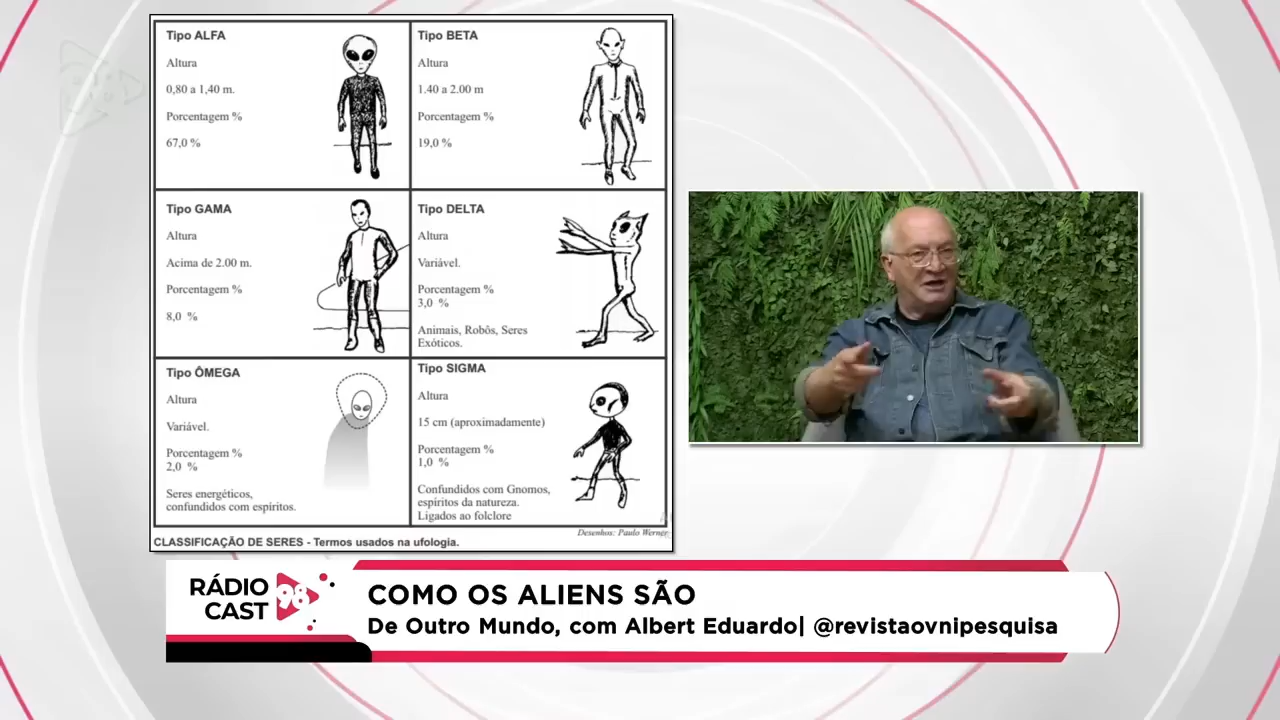 Tipo ALFA
Altura
0,80 a 1,40 m.
Porcentagem %
67,0 %
Tipo BETA
Altura
1.40 a 2.00 m
Porcentagem %
19,0 %
Tipo GAMA
Altura
Acima de 2.00 m.
Porcentagem %
8,0 %
Tipo DELTA
Altura
Variável.
Porcentagem %
3,0 %
Animais, Robôs, Seres
Exóticos.
Tipo ÔMEGA
Altura
Variável.
Porcentagem %
2,0 %
Seres energéticos,
confundidos com espíritos.
Tipo SIGMA
Altura
15 cm (aproximadamente)
Porcentagem %
1,0 %
Confundidos com Gnomos,
espíritos da natureza.
Ligados ao folclore
Desenhos: Paulo Werner
CLASSIFICAÇÃO DE SERES - Termos usados na ufologia.
RÁDIO
CAST 98
COMO OS ALIENS SÃO
De Outro Mundo, com Albert Eduardo| @revistaovnipesquisa